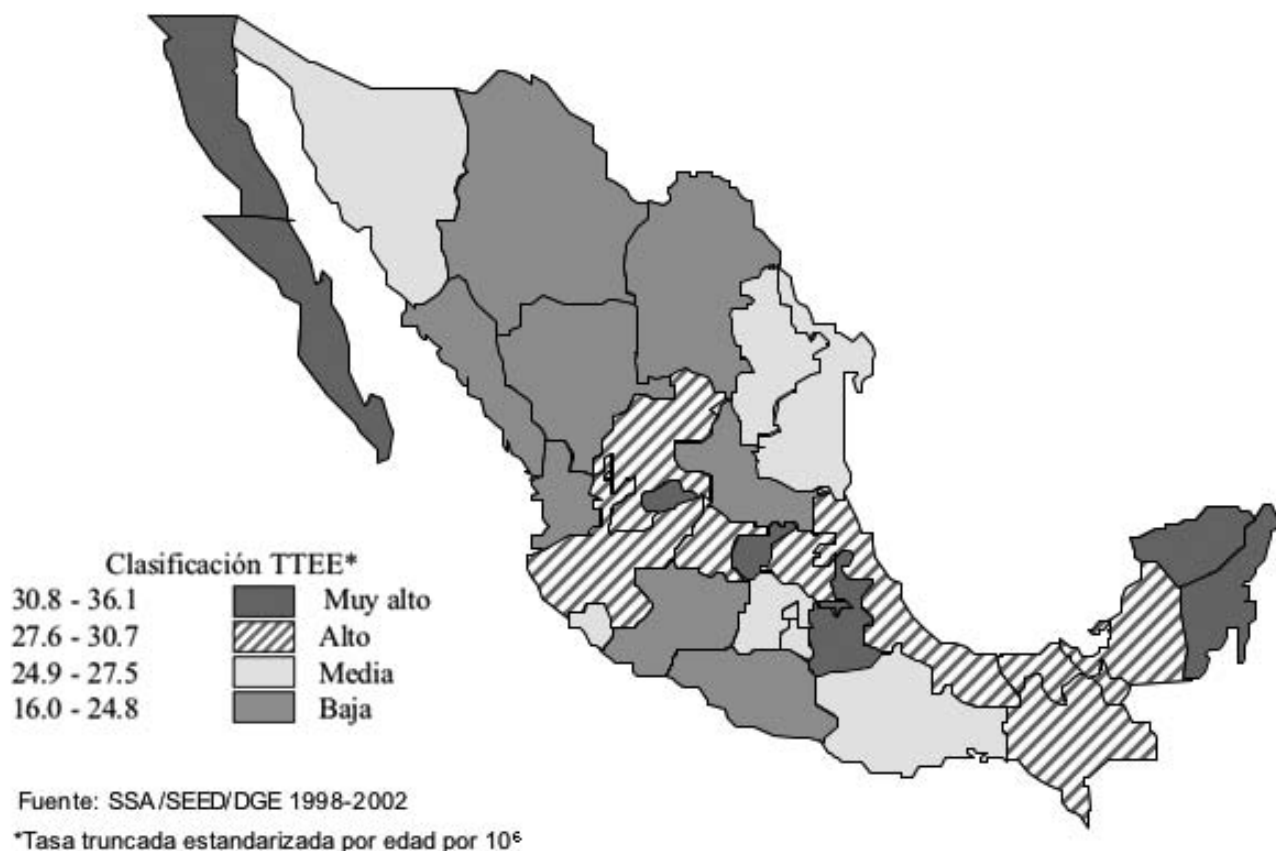 Clasificación TTEE*
30.8 - 36.1 Muy alto
27.6 - 30.7 Alto
24.9 - 27.5 Media
16.0 - 24.8 Baja
Fuente: SSA/SEED/DGE 1998-2002
*Tasa truncada estandarizada por edad por 10⁶